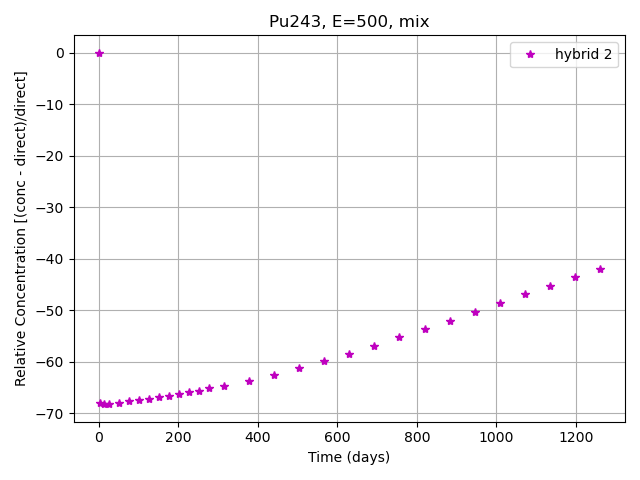 Pu243, E=500, mix
hybrid 2
Relative Concentration [(conc - direct)/direct]
0
−10
−20
−30
−40
−50
−60
−70
0 200 400 600 800 1000 1200
Time (days)